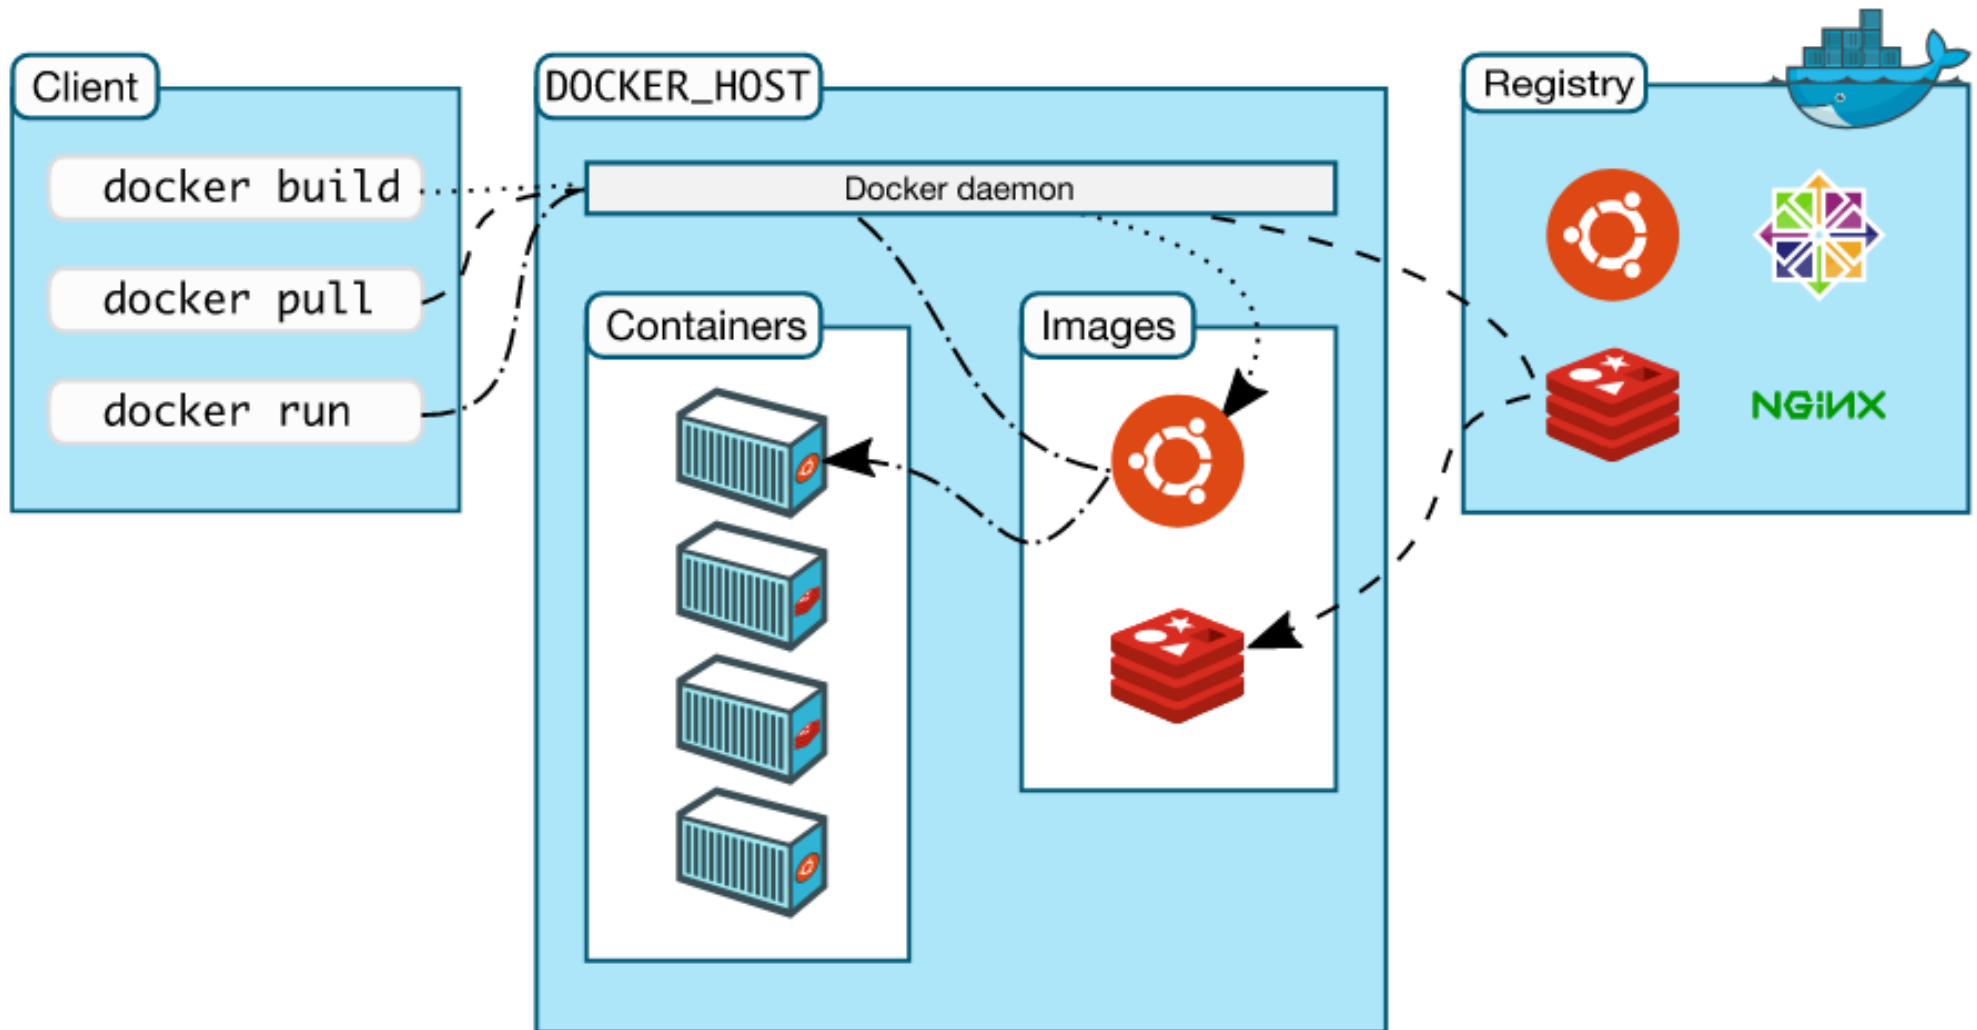 Client
docker build
docker pull
docker run
DOCKER_HOST
Docker daemon
Containers
Images
Registry
NGiNX